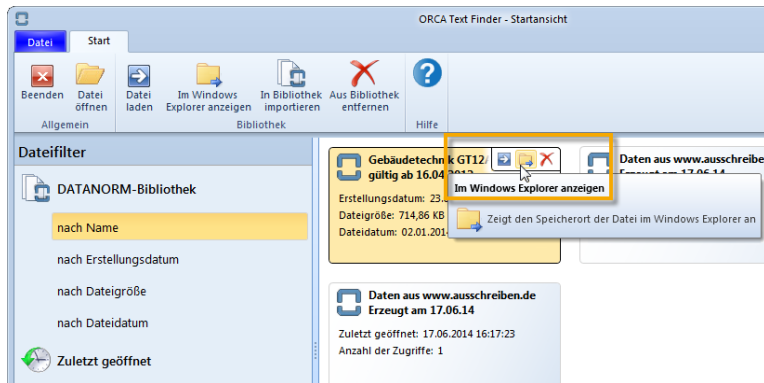 ORCA Text Finder - Startansicht
Datei
Start
Beenden
Datei
öffnen
Datei
laden
Im Windows
Explorer anzeigen
In Bibliothek
importieren
Aus Bibliothek
entfernen
Allgemein
Bibliothek
Hilfe
Dateifilter
DATANORM-Bibliothek
nach Name
nach Erstellungsdatum
nach Dateigröße
nach Dateidatum
Zuletzt geöffnet
Gebäudetechnik GT12/
gültig ab 16.04.2012
Erstellungsdatum: 23.
Dateigröße: 714,86 KB
Dateidatum: 02.01.201
Im Windows Explorer anzeigen
Zeigt den Speicherort der Datei im Windows Explorer an
Daten aus www.ausschreibe
Erzeugt am 17.06.14
Daten aus www.ausschreiben.de
Erzeugt am 17.06.14
Zuletzt geöffnet: 17.06.2014 16:17:23
Anzahl der Zugriffe: 1